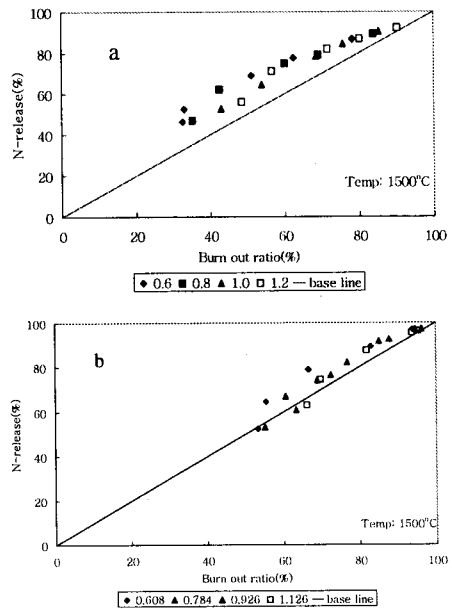 100
a
80
60
40
20
0
N-release(%)
Temp: 1500°C
0 20 40 60 80 100
Burn out ratio(%)
◆ 0.6 ■ 0.8 ▲ 1.0 □ 1.2 — base line
100
b
80
60
40
20
0
N-release(%)
Temp: 1500°C
0 20 40 60 80 100
Burn out ratio(%)
◆ 0.608 ▲ 0.784 ▲ 0.926 □ 1.126 — base line